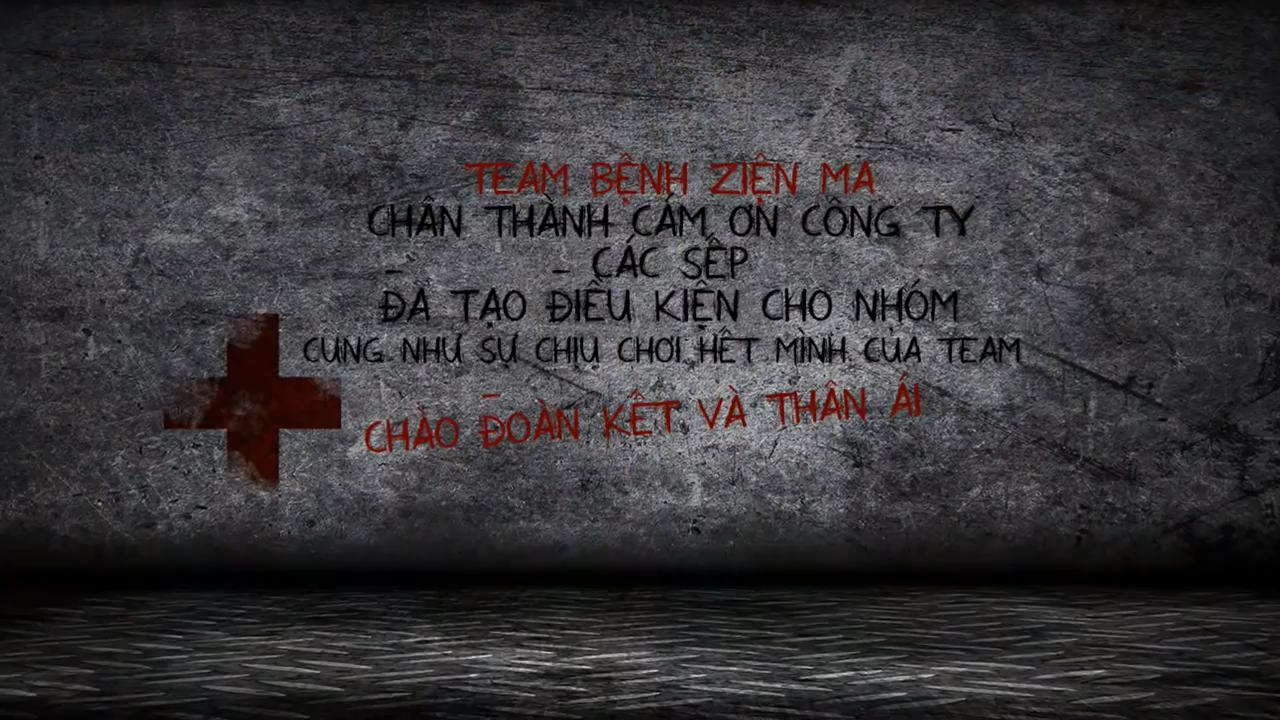 TEAM BỆNH ZIỆN MA
CHÂN THÀNH CÁM ƠN CÔNG TY
CÁC SẾP
ĐÃ TẠO ĐIỀU KIỆN CHO NHÓM
CŨNG NHƯ SỰ CHỊU CHƠI HẾT MÌNH CỦA TEAM
CHÀO ĐOÀN KẾT VÀ THÂN ÁI